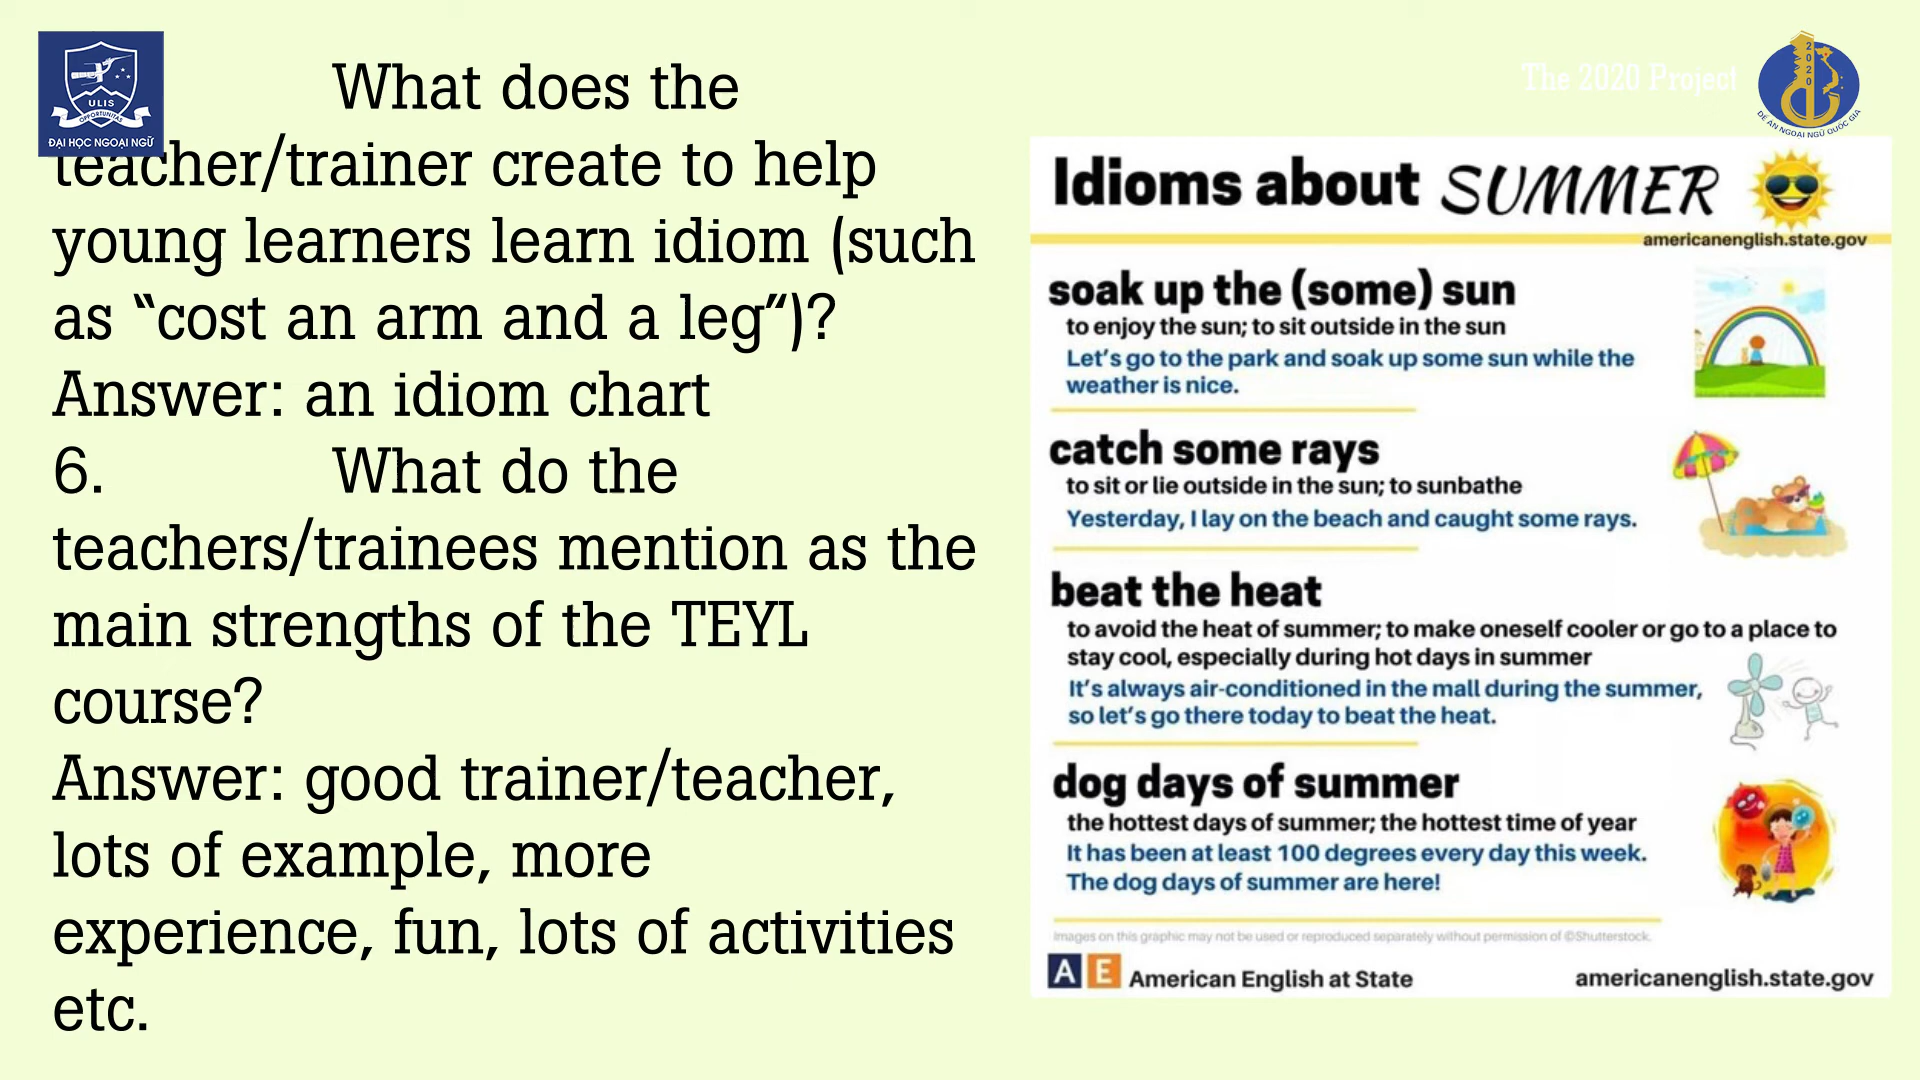 ULIS
OPPORTUNITAS
ĐẠI HỌC NGOẠI NGỮ
What does the
teacher/trainer create to help
young learners learn idiom (such
as “cost an arm and a leg”)?
Answer: an idiom chart
6. What do the
teachers/trainees mention as the
main strengths of the TEYL
course?
Answer: good trainer/teacher,
lots of example, more
experience, fun, lots of activities
etc.
The 2020 Project
2020
ĐỀ ÁN NGOẠI NGỮ QUỐC GIA
Idioms about SUMMER
americanenglish.state.gov
soak up the (some) sun
to enjoy the sun; to sit outside in the sun
Let's go to the park and soak up some sun while the
weather is nice.
catch some rays
to sit or lie outside in the sun; to sunbathe
Yesterday, I lay on the beach and caught some rays.
beat the heat
to avoid the heat of summer; to make oneself cooler or go to a place to
stay cool, especially during hot days in summer
It's always air-conditioned in the mall during the summer,
so let's go there today to beat the heat.
dog days of summer
the hottest days of summer; the hottest time of year
It has been at least 100 degrees every day this week.
The dog days of summer are here!
Images on this graphic may not be used or reproduced separately without permission of ©Shutterstock.
AE American English at State
americanenglish.state.gov